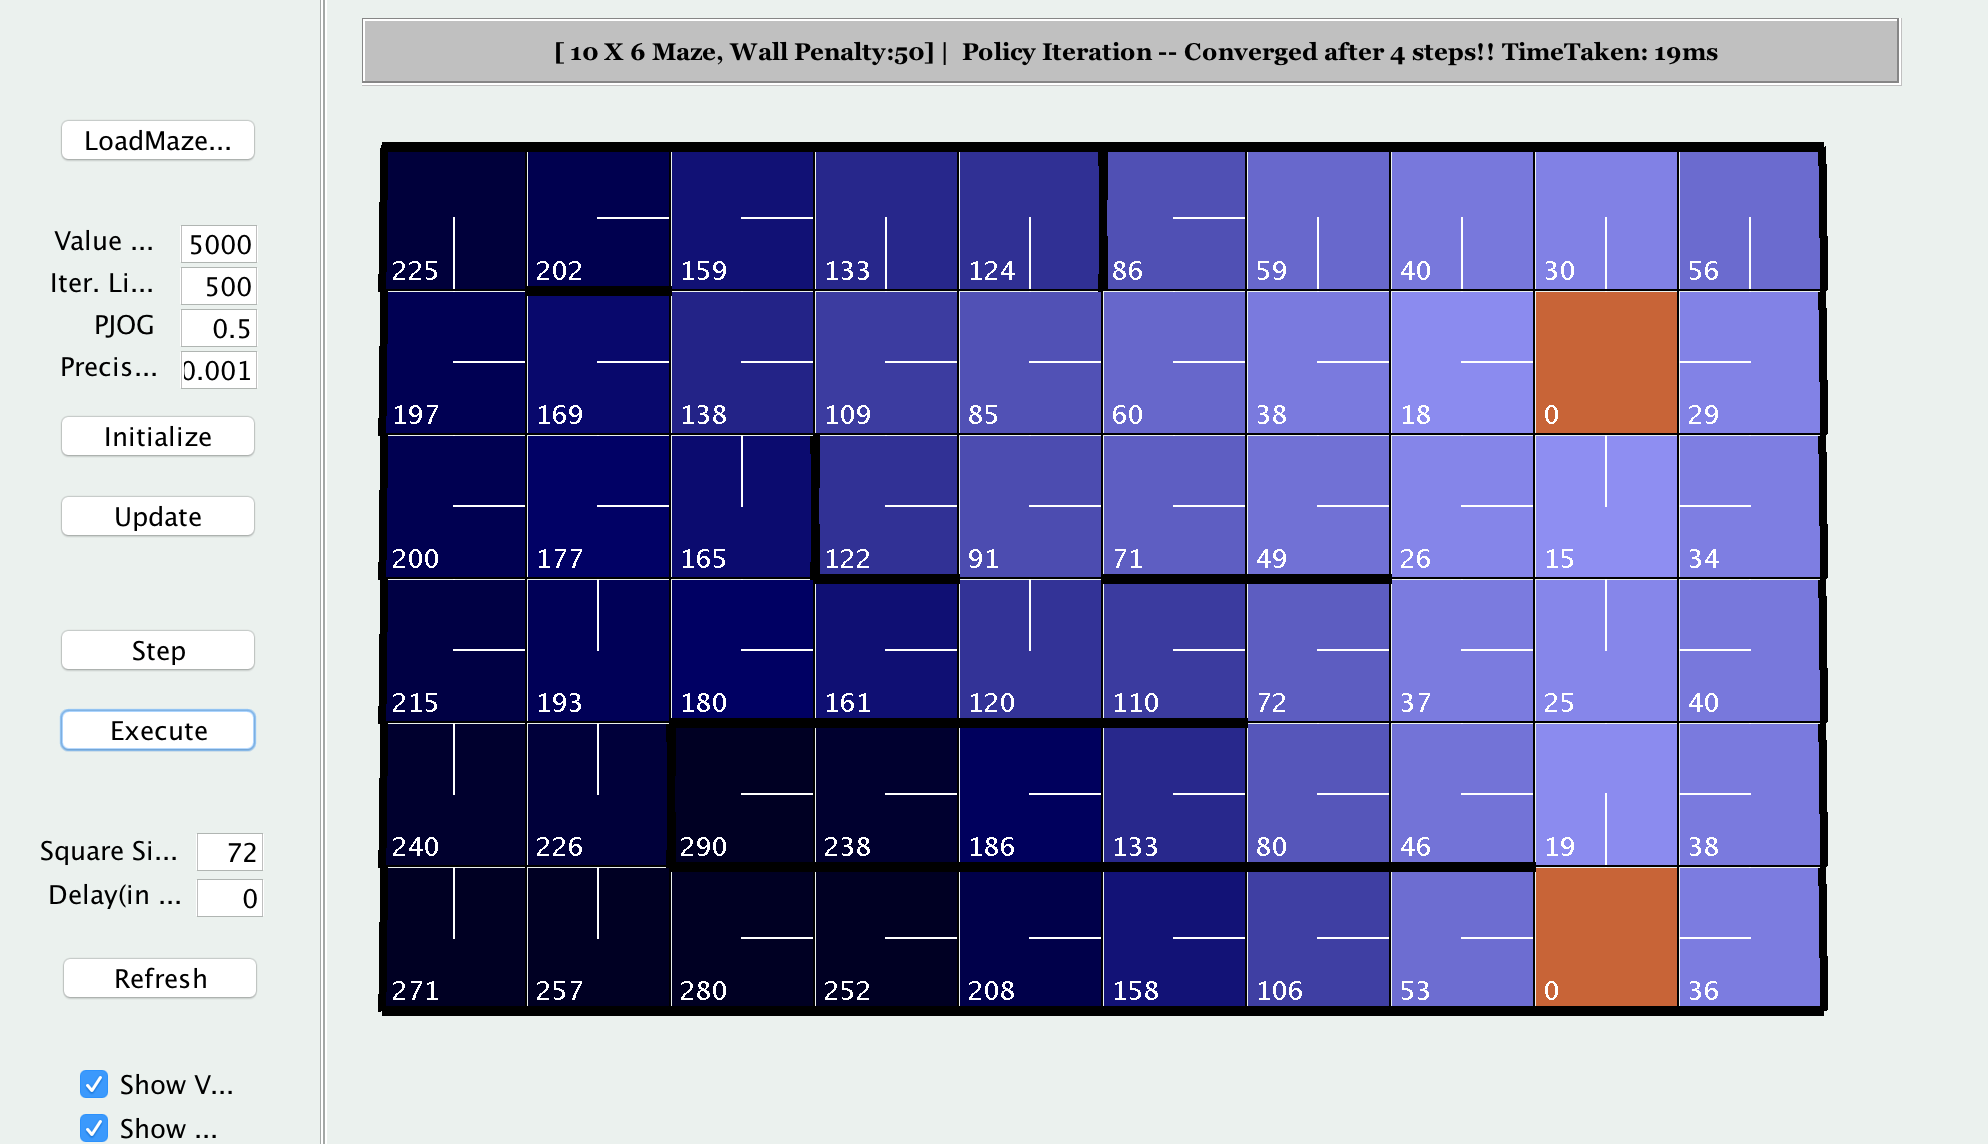 [ 10 X 6 Maze, Wall Penalty:50] | Policy Iteration -- Converged after 4 steps!! TimeTaken: 19ms
LoadMaze...
Value ... 5000
Iter. Li... 500
PJOG 0.5
Precis... 0.001
Initialize
Update
Step
Execute
Square Si... 72
Delay(in ... 0
Refresh
Show V...
Show ...
225 202 159 133 124 86 59 40 30 56
197 169 138 109 85 60 38 18 0 29
200 177 165 122 91 71 49 26 15 34
215 193 180 161 120 110 72 37 25 40
240 226 290 238 186 133 80 46 19 38
271 257 280 252 208 158 106 53 0 36